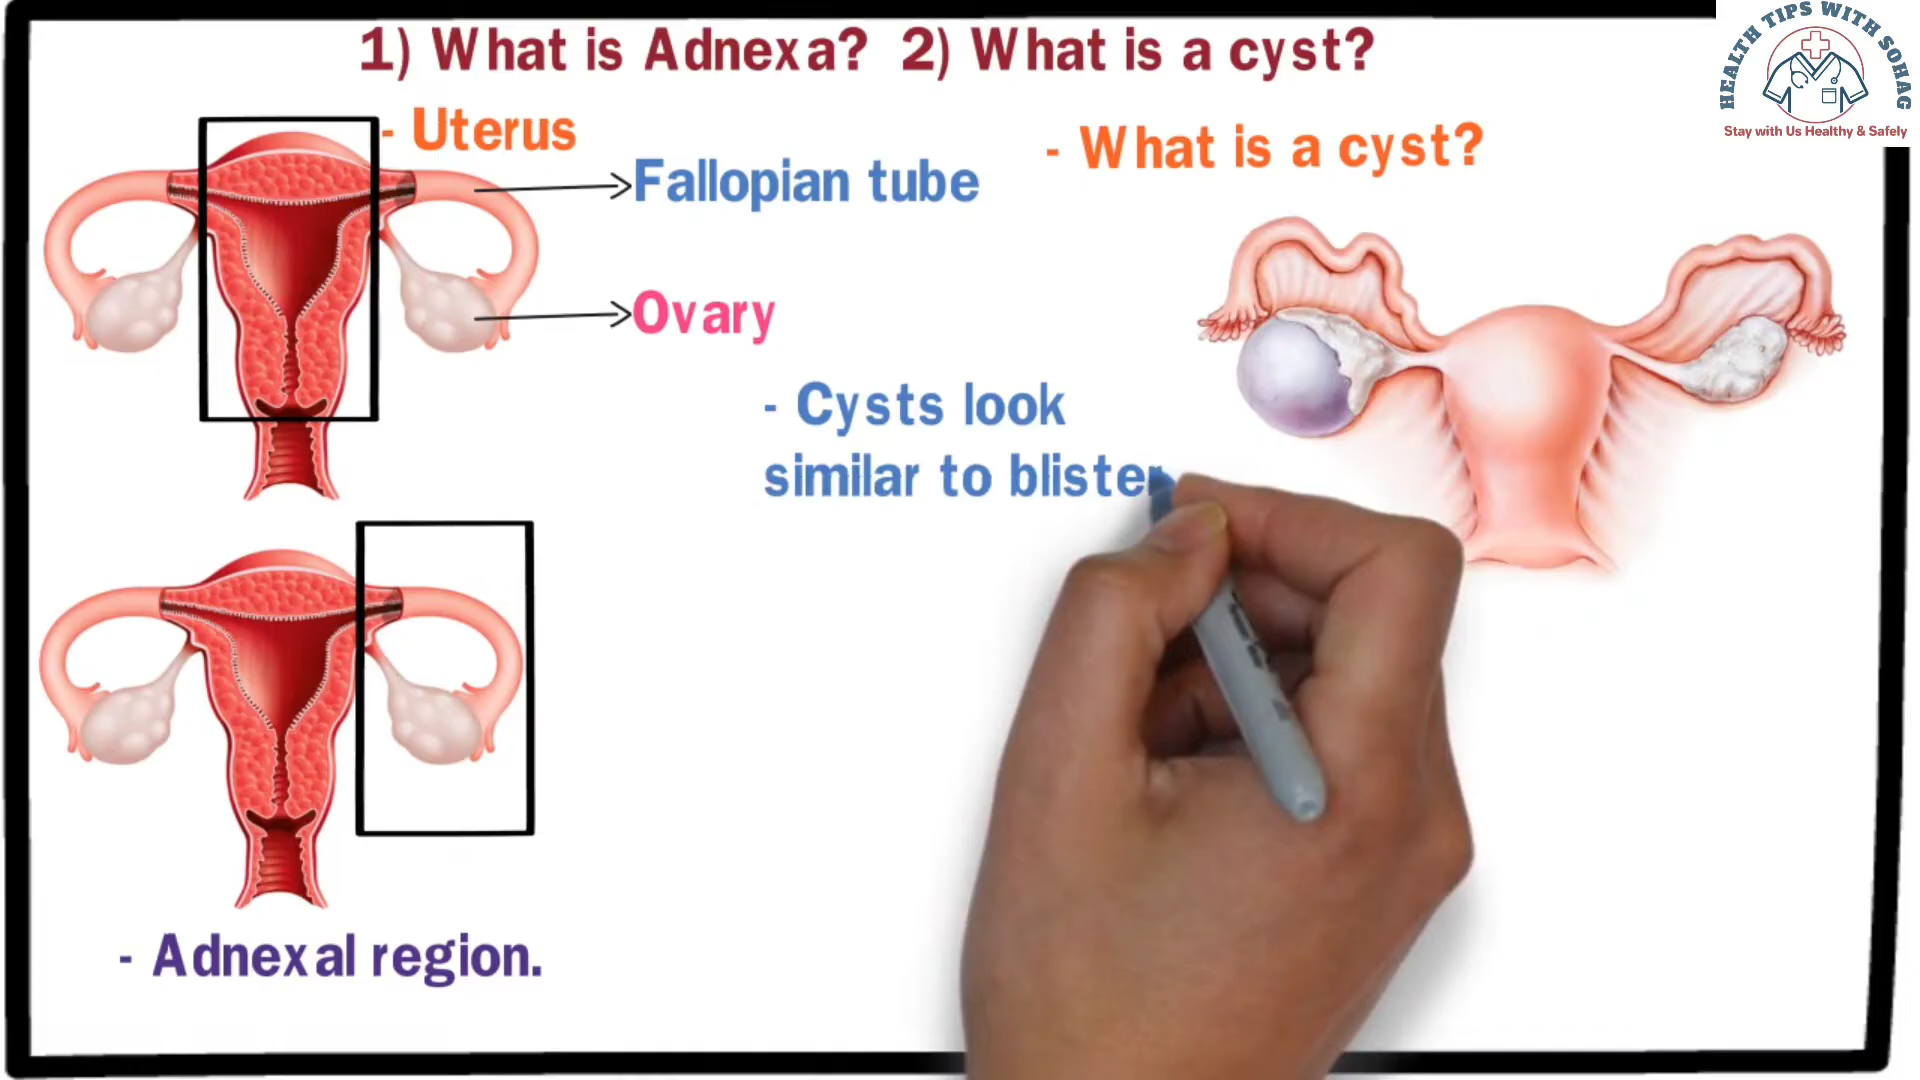 1) What is Adnexa? 2) What is a cyst?
HEALTH TIPS WITH SOHAG
Stay with Us Healthy & Safely
- Uterus
Fallopian tube
Ovary
- What is a cyst?
- Cysts look
similar to blister
- Adnexal region.